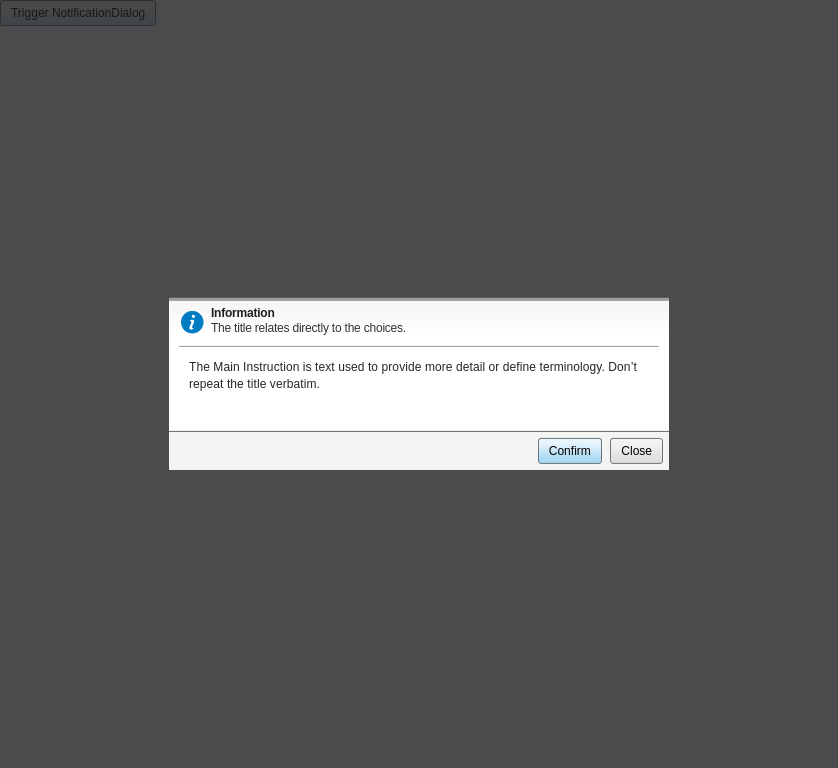 Trigger NotificationDialog
Information
The title relates directly to the choices.
The Main Instruction is text used to provide more detail or define terminology. Don’t
repeat the title verbatim.
Confirm Close